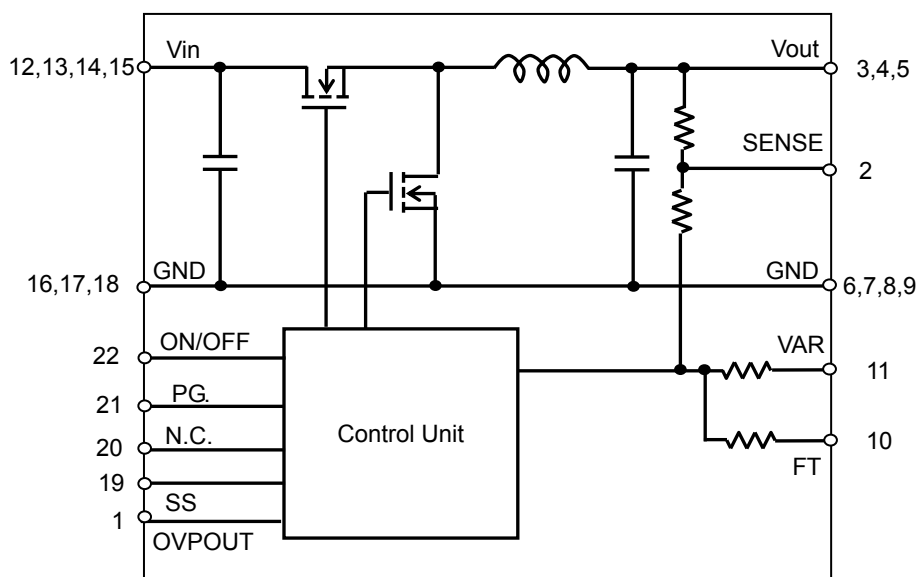 Vin
Vout
12,13,14,15
3,4,5
SENSE
2
GND
GND
16,17,18
6,7,8,9
ON/OFF
VAR
22
11
PG.
21
N.C.
Control Unit
20
10
19
FT
SS
1
OVPOUT